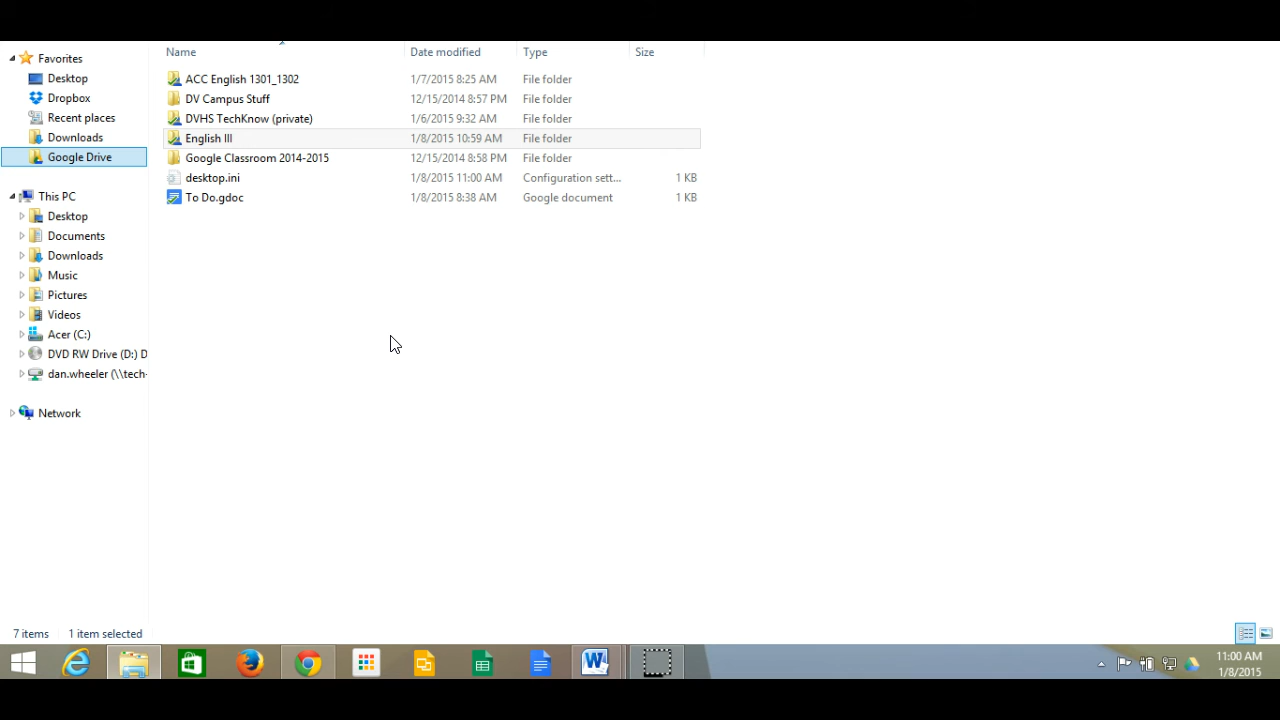 Name Date modified Type Size
Favorites
Desktop
Dropbox
Recent places
Downloads
Google Drive
This PC
Desktop
Documents
Downloads
Music
Pictures
Videos
Acer (C:)
DVD RW Drive (D:) D
dan.wheeler (\\tech-
Network
ACC English 1301_1302 1/7/2015 8:25 AM File folder
DV Campus Stuff 12/15/2014 8:57 PM File folder
DVHS TechKnow (private) 1/6/2015 9:32 AM File folder
English III 1/8/2015 10:59 AM File folder
Google Classroom 2014-2015 12/15/2014 8:58 PM File folder
desktop.ini 1/8/2015 11:00 AM Configuration sett... 1 KB
To Do.gdoc 1/8/2015 8:38 AM Google document 1 KB
7 items 1 item selected
11:00 AM
1/8/2015